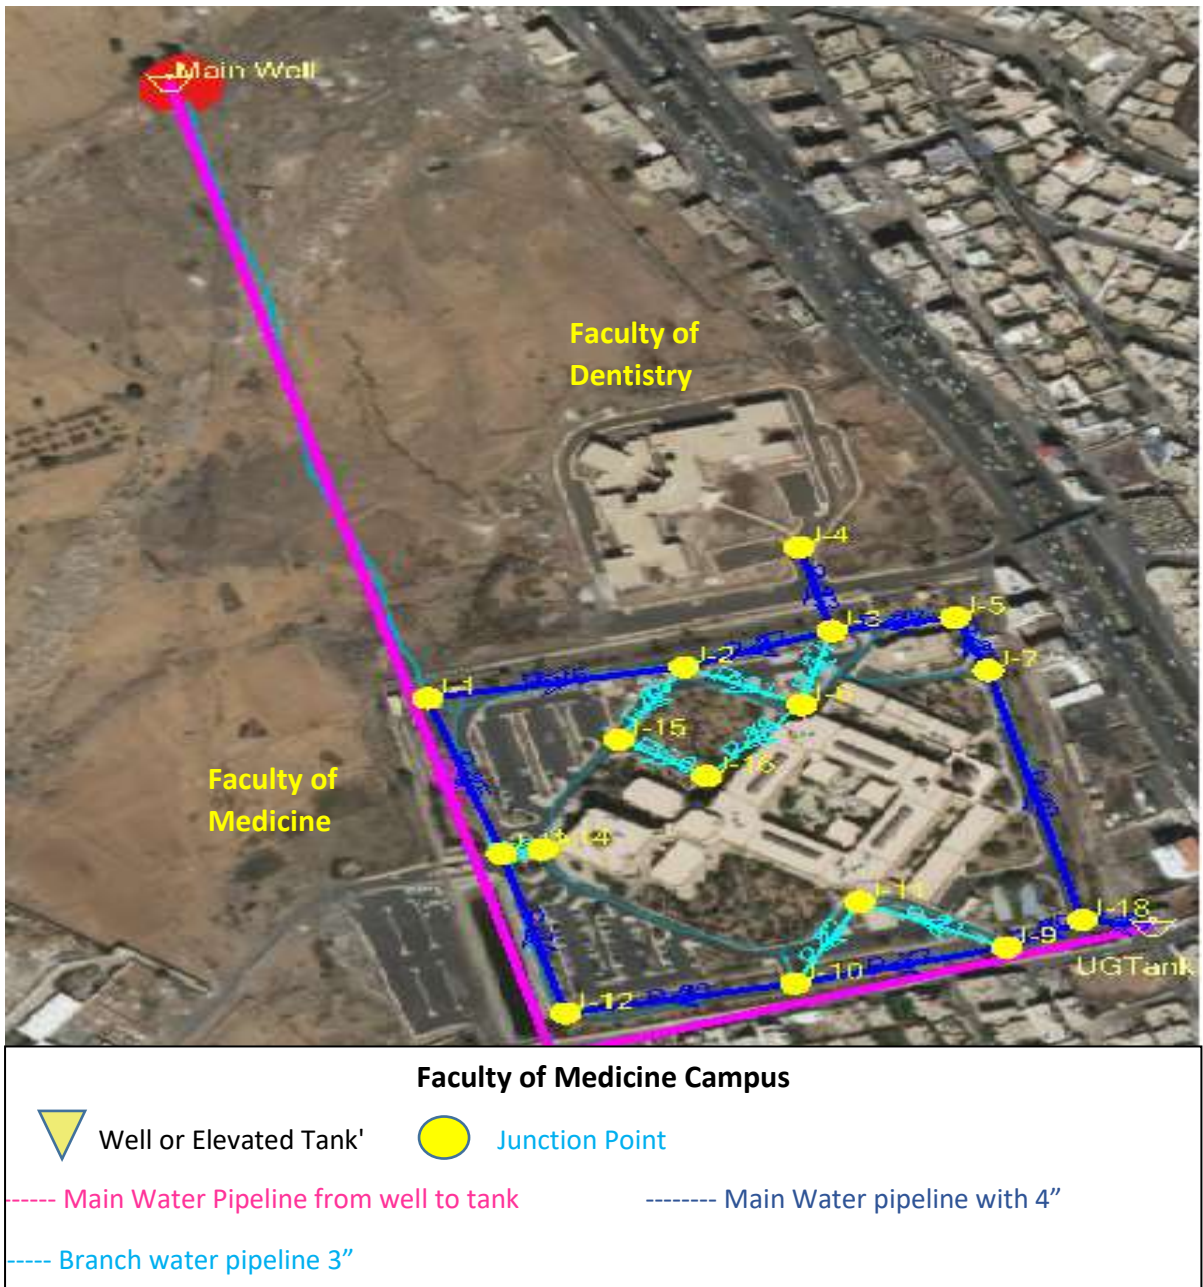 Main Well
Faculty of
Dentistry
J-4
J-3
J-5
J-2
J-7
J-1
J-6
J-15
J-16
Faculty of
Medicine
J-14
J-11
J-18
J-9
UGTank
J-10
J-12
Faculty of Medicine Campus
Well or Elevated Tank'
Junction Point
------ Main Water Pipeline from well to tank
-------- Main Water pipeline with 4”
----- Branch water pipeline 3”